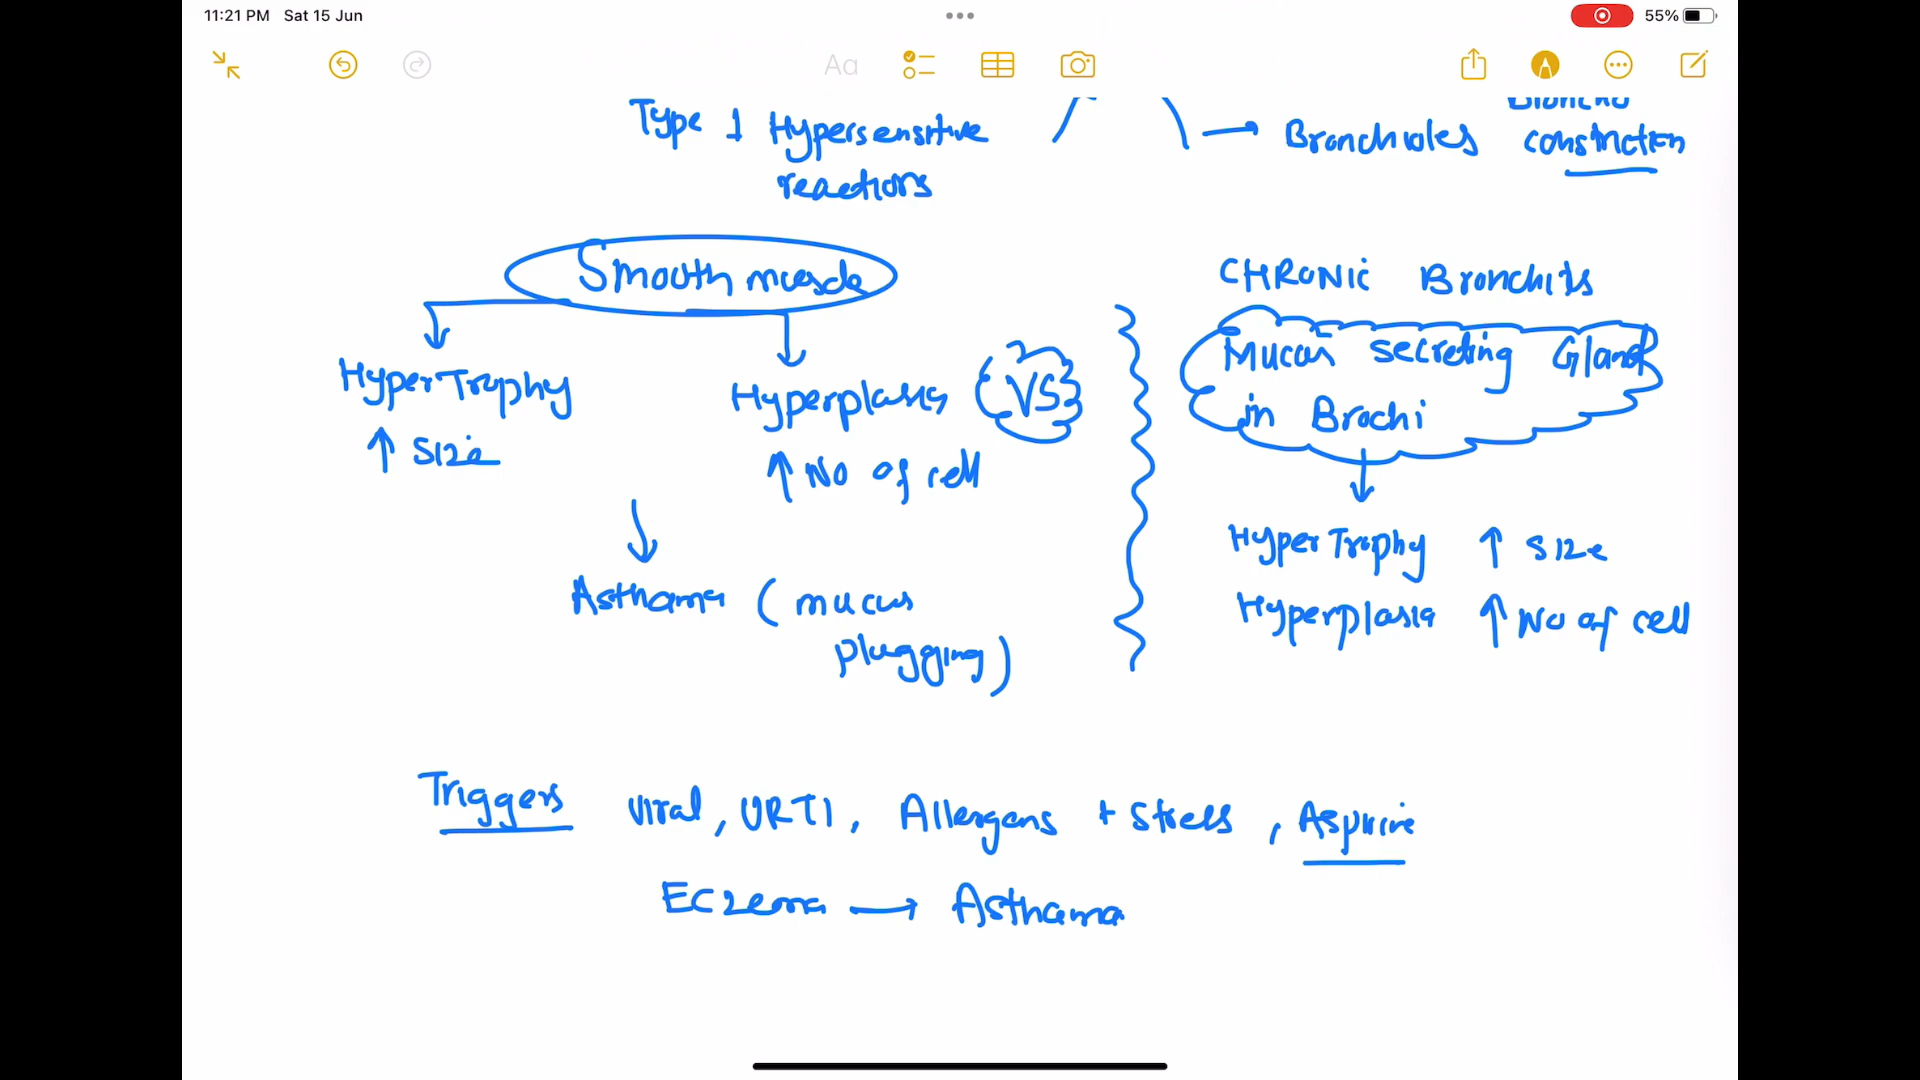 11:21 PM Sat 15 Jun
55%
Aa
Type 1 Hypersensitive
reactions
Bronchioles
Broncho
constriction
Smooth muscle
HyperTrophy
↑ Size
Hyperplasia
↑ No of cell
VS
Asthama (mucus
plugging)
CHRONIC Bronchitis
Mucus secreting Gland
in Brochi
HyperTrophy ↑ Size
Hyperplasia ↑ No of cell
Triggers Viral, URTI, Allergens + Stress, Aspirine
Eczema → Asthama